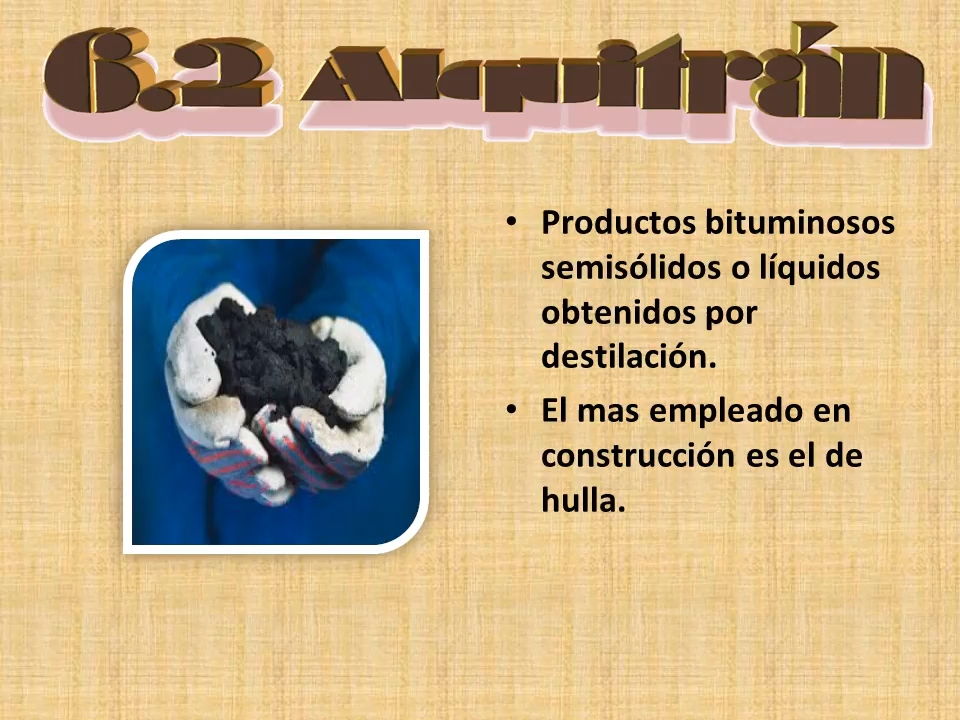 6.2 Alquitrán
• Productos bituminosos
semisólidos o líquidos
obtenidos por
destilación.
• El mas empleado en
construcción es el de
hulla.